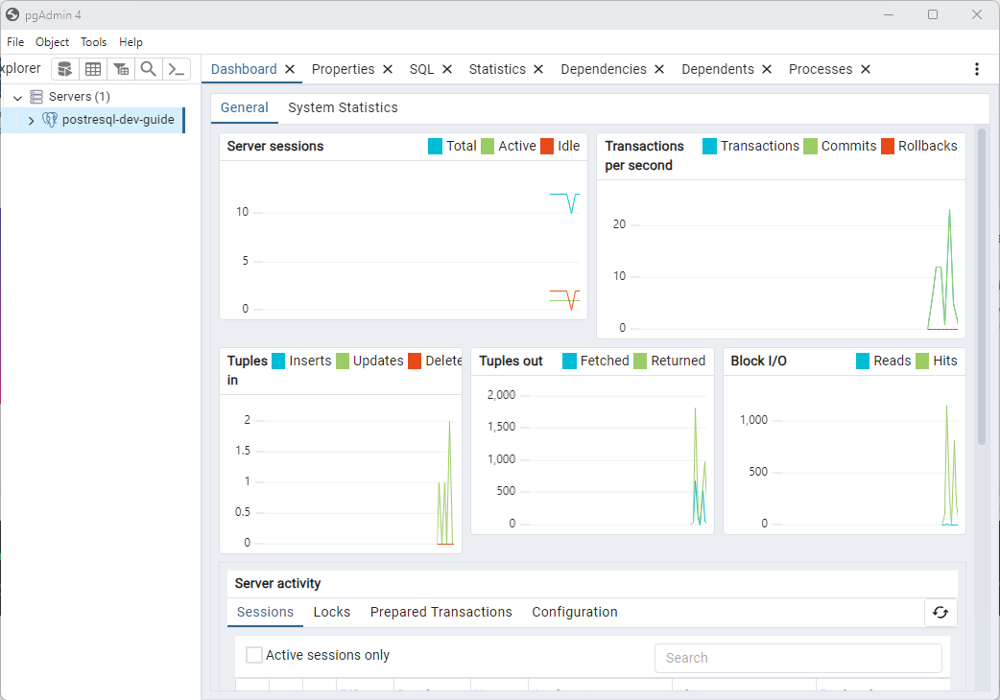 pgAdmin 4
File Object Tools Help
xplorer
Dashboard Properties SQL Statistics Dependencies Dependents Processes
Servers (1)
postresql-dev-guide
General System Statistics
Server sessions Total Active Idle
10
5
0
Transactions per second Transactions Commits Rollbacks
20
10
0
Tuples in Inserts Updates Delete
2
1.5
1
0.5
0
Tuples out Fetched Returned
2,000
1,500
1,000
500
0
Block I/O Reads Hits
1,000
500
0
Server activity
Sessions Locks Prepared Transactions Configuration
Active sessions only Search